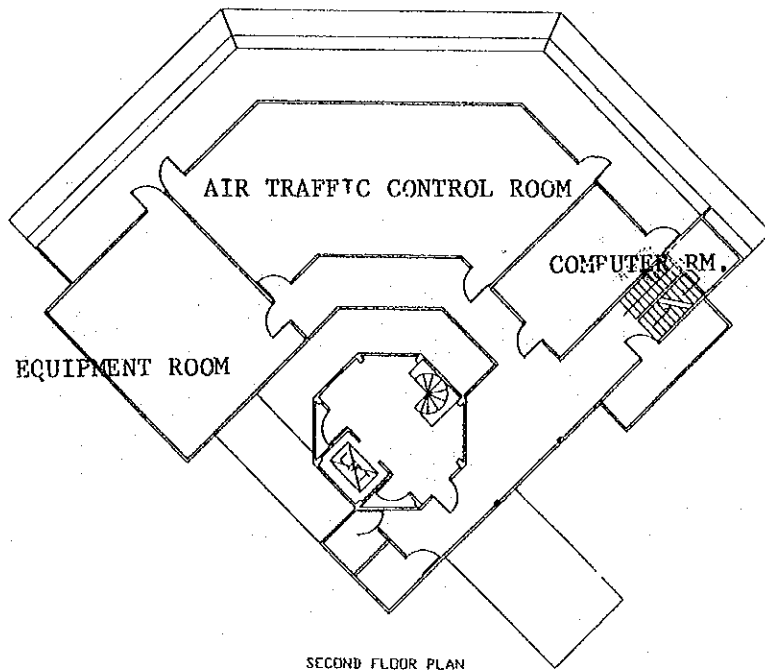 AIR TRAFFIC CONTROL ROOM
COMPUTER RM.
EQUIPMENT ROOM
SECOND FLOOR PLAN